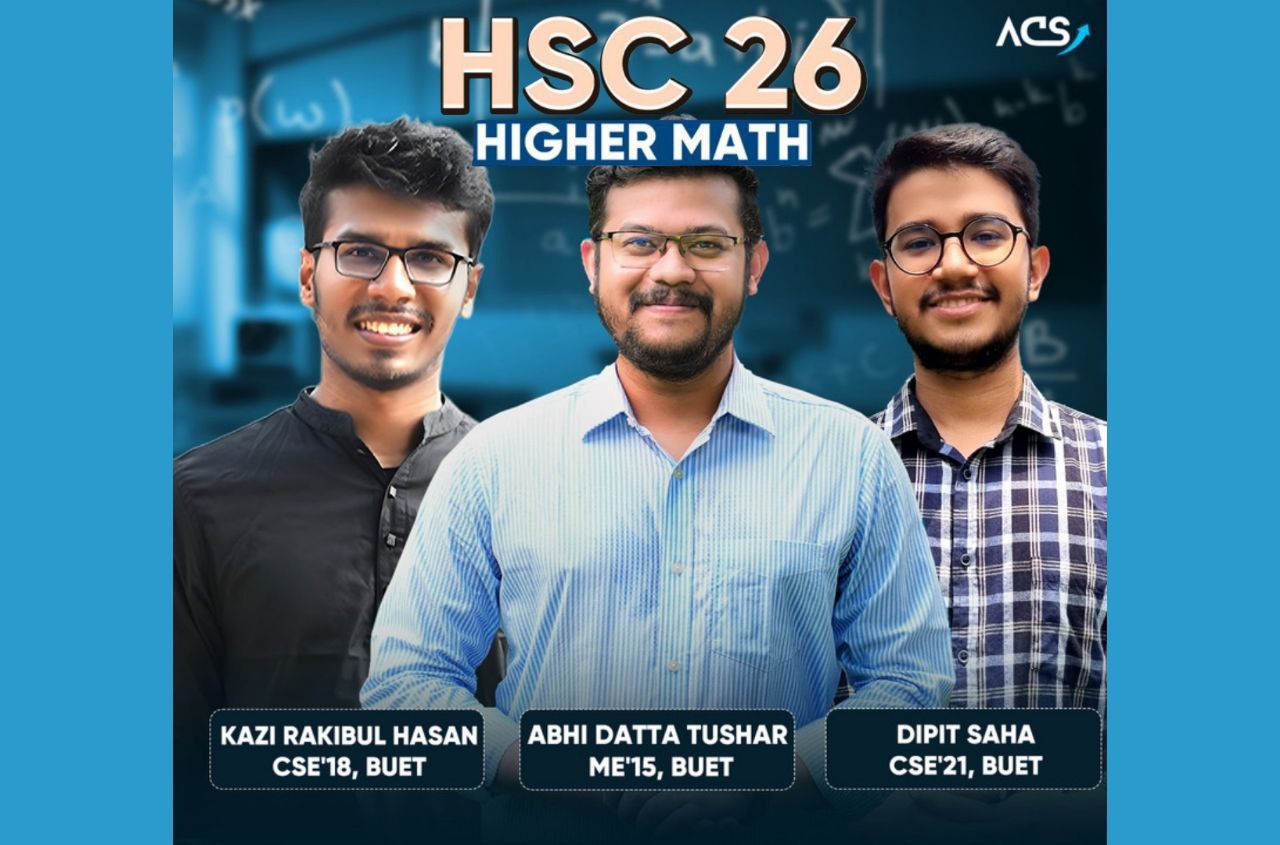 HSC 26
ACS
HIGHER MATH
KAZI RAKIBUL HASAN
CSE'18, BUET
ABHI DATTA TUSHAR
ME'15, BUET
DIPIT SAHA
CSE'21, BUET